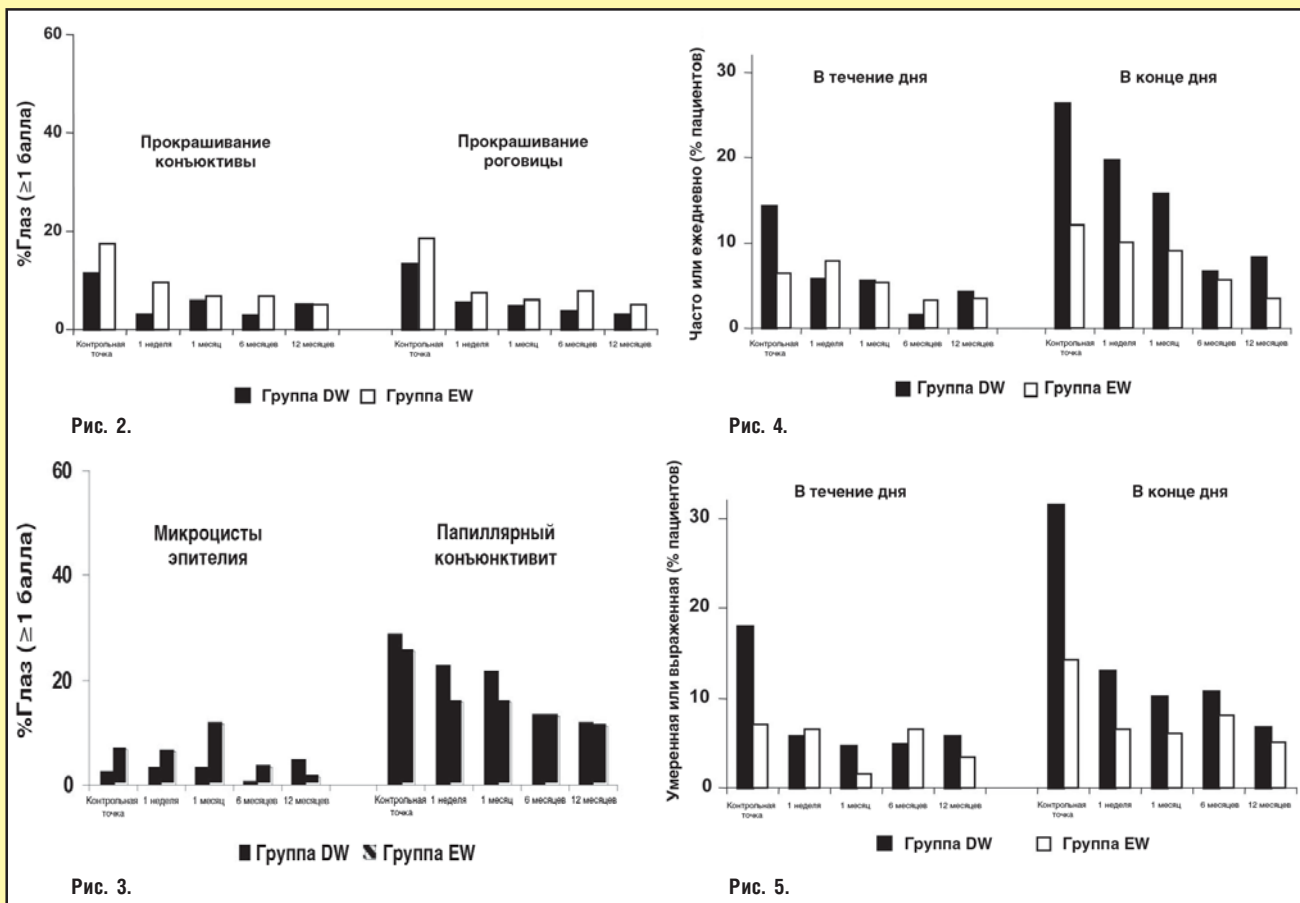 %Глаз (≥1 балла)
60
40
20
0
Прокрашивание
конъюктивы
Прокрашивание
роговицы
Контрольная
точка
1 неделя
1 месяц
6 месяцев
12 месяцев
Контрольная
точка
1 неделя
1 месяц
6 месяцев
12 месяцев
Группа DW
Группа EW
Рис. 2.
Часто или ежедневно (% пациентов)
30
20
10
0
В течение дня
В конце дня
Контрольная
точка
1 неделя
1 месяц
6 месяцев
12 месяцев
Контрольная
точка
1 неделя
1 месяц
6 месяцев
12 месяцев
Группа DW
Группа EW
Рис. 4.
%Глаз (≥1 балла)
60
40
20
0
Микроцисты
эпителия
Папиллярный
конъюнктивит
Контрольная
точка
1 неделя
1 месяц
6 месяцев
12 месяцев
Контрольная
точка
1 неделя
1 месяц
6 месяцев
12 месяцев
Группа DW
Группа EW
Рис. 3.
Умеренная или выраженная (% пациентов)
30
20
10
0
В течение дня
В конце дня
Контрольная
точка
1 неделя
1 месяц
6 месяцев
12 месяцев
Контрольная
точка
1 неделя
1 месяц
6 месяцев
12 месяцев
Группа DW
Группа EW
Рис. 5.